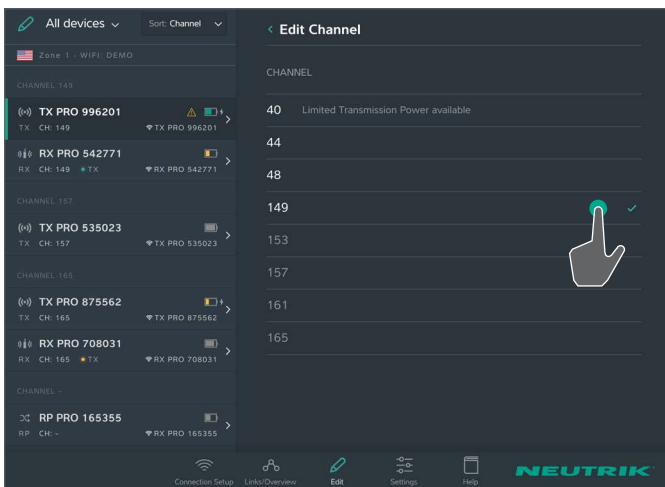 All devices
Sort: Channel
Zone 1 - WIFI: DEMO
CHANNEL 149
TX PRO 996201
TX CH: 149 TX PRO 996201
RX PRO 542771
RX CH: 149 TX RX PRO 542771
CHANNEL 157
TX PRO 535023
TX CH: 157 TX PRO 535023
CHANNEL 165
TX PRO 875562
TX CH: 165 TX PRO 875562
RX PRO 708031
RX CH: 165 TX RX PRO 708031
CHANNEL -
RP PRO 165355
RP CH: - RX PRO 165355
< Edit Channel
CHANNEL
40 Limited Transmission Power available
44
48
149
153
157
161
165
Connection Setup
Links/Overview
Edit
Settings
Help
NEUTRIK